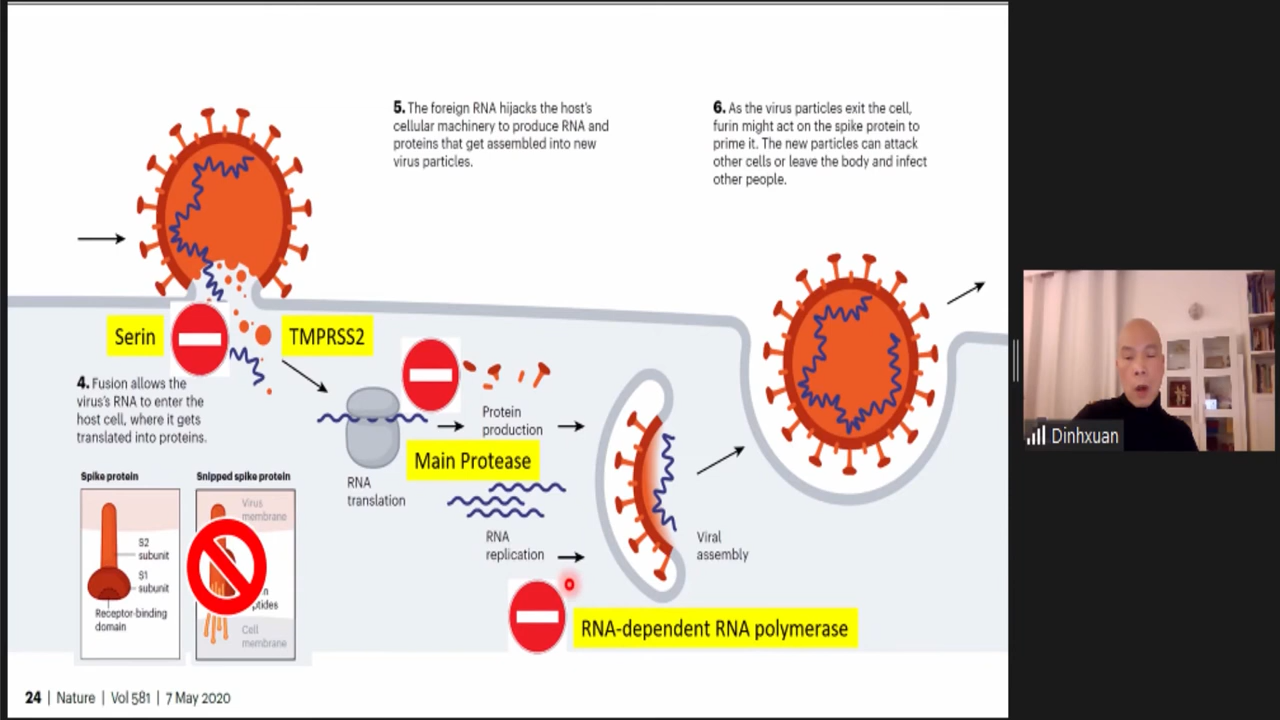 5. The foreign RNA hijacks the host's
cellular machinery to produce RNA and
proteins that get assembled into new
virus particles.
6. As the virus particles exit the cell,
furin might act on the spike protein to
prime it. The new particles can attack
other cells or leave the body and infect
other people.
Serin
TMPRSS2
4. Fusion allows the
virus's RNA to enter the
host cell, where it gets
translated into proteins.
Protein
production
Main Protease
RNA
translation
RNA
replication
Viral
assembly
RNA-dependent RNA polymerase
Spike protein
S2
subunit
S1
subunit
Receptor-binding
domain
Snipped spike protein
Virus
membrane
Cell
membrane
24 | Nature | Vol 581 | 7 May 2020
Dinhxuan